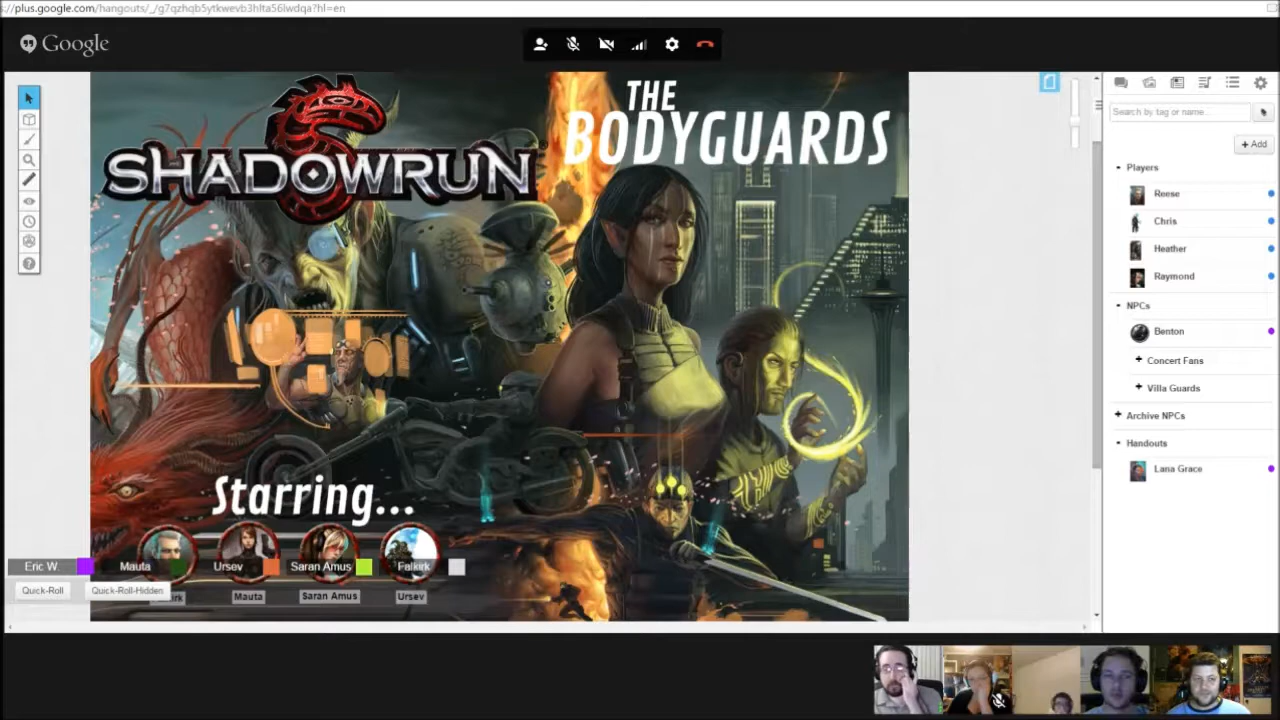 s://plus.google.com/hangouts/_/g7qzhqb5ytkwevb3hlta56lwdqa?hl=en
Google
SHADOWRUN
THE
BODYGUARDS
Search by tag or name...
+ Add
Players
Reese
Chris
Heather
Raymond
NPCs
Benton
Concert Fans
Villa Guards
Archive NPCs
Handouts
Lana Grace
Starring...
Eric W.
Mauta
Ursev
Saran Amus
Falkirk
Quick-Roll
Quick-Roll-Hidden
Mauta
Saran Amus
Ursev